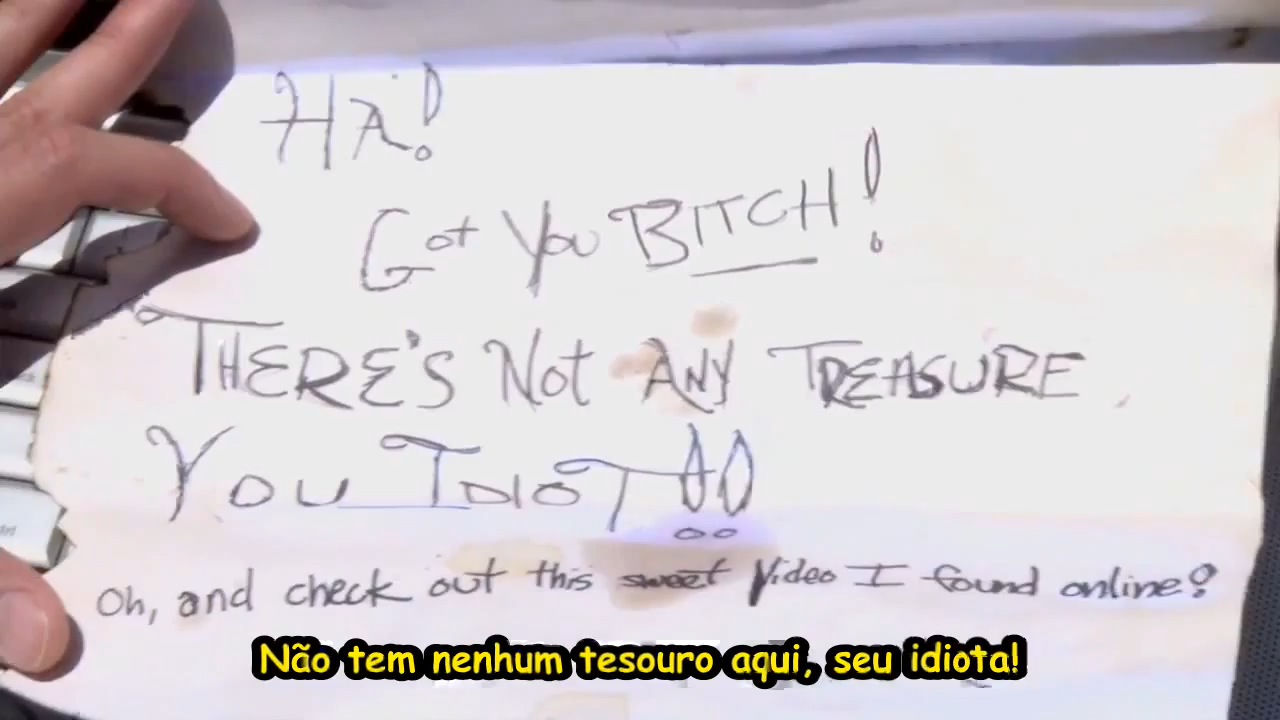 HA!
Got You BITCH!
THERE'S Not ANY TREASURE.
YOU IDIOT!!
Oh, and check out this sweet Video I found online!
Não tem nenhum tesouro aqui, seu idiota!